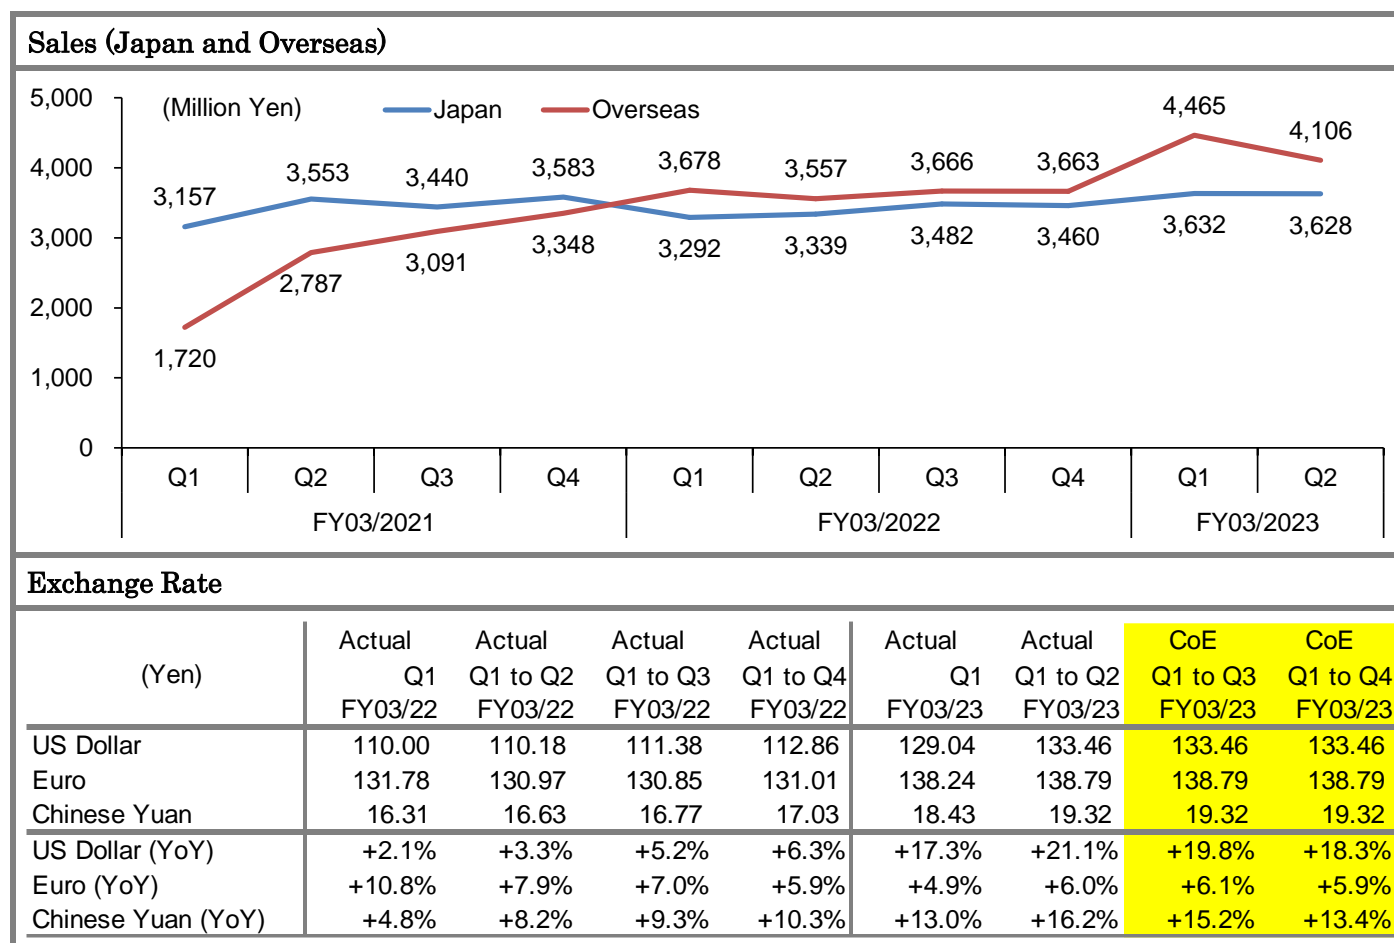 Sales (Japan and Overseas)
(Million Yen) Japan Overseas
5,000
4,000
3,000
2,000
1,000
0
3,157 3,553 3,440 3,583 3,678 3,557 3,666 3,663 4,465 4,106
1,720 2,787 3,091 3,348 3,292 3,339 3,482 3,460 3,632 3,628
Q1 Q2 Q3 Q4 Q1 Q2 Q3 Q4 Q1 Q2
FY03/2021 FY03/2022 FY03/2023
Exchange Rate
Actual Actual Actual Actual Actual Actual CoE CoE
(Yen) Q1 Q1 to Q2 Q1 to Q3 Q1 to Q4 Q1 Q1 to Q2 Q1 to Q3 Q1 to Q4
FY03/22 FY03/22 FY03/22 FY03/22 FY03/23 FY03/23 FY03/23 FY03/23
US Dollar 110.00 110.18 111.38 112.86 129.04 133.46 133.46 133.46
Euro 131.78 130.97 130.85 131.01 138.24 138.79 138.79 138.79
Chinese Yuan 16.31 16.63 16.77 17.03 18.43 19.32 19.32 19.32
US Dollar (YoY) +2.1% +3.3% +5.2% +6.3% +17.3% +21.1% +19.8% +18.3%
Euro (YoY) +10.8% +7.9% +7.0% +5.9% +4.9% +6.0% +6.1% +5.9%
Chinese Yuan (YoY) +4.8% +8.2% +9.3% +10.3% +13.0% +16.2% +15.2% +13.4%